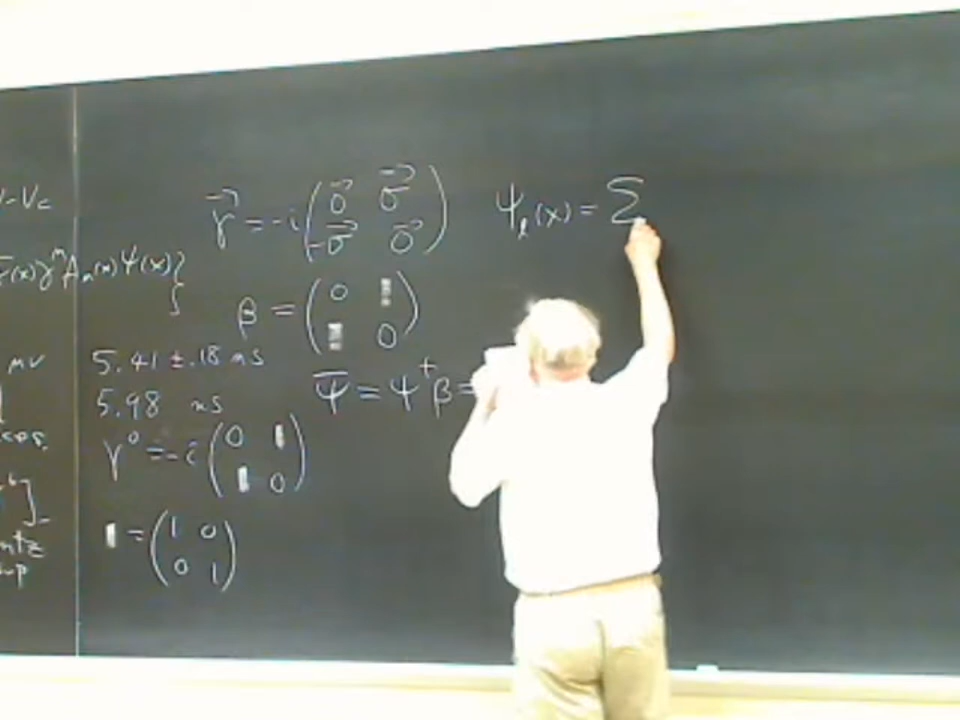 γ⃗ = -i ( 0⃗ σ⃗
-σ⃗ 0⃗ )
ψ_ℓ(x) = Σ
(x)γ^μ A_μ(x) ψ(x)}
β = ( 0 1
1 0 )
mv
5.41 ± .18 ns
5.98 ns
ψ̄ = ψ^+ β =
γ^0 = -i ( 0 1
1 0 )
1 = ( 1 0
0 1 )